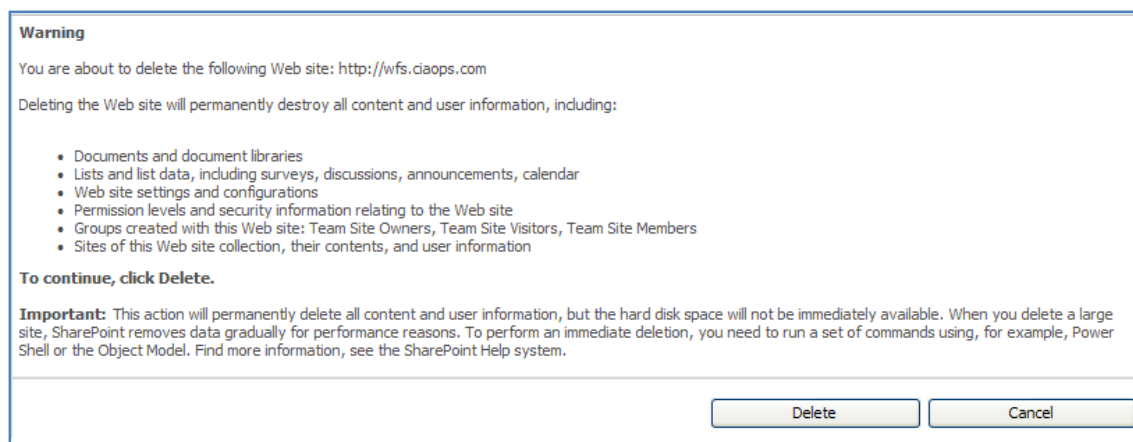 Warning
You are about to delete the following Web site: http://wfs.ciaops.com
Deleting the Web site will permanently destroy all content and user information, including:
• Documents and document libraries
• Lists and list data, including surveys, discussions, announcements, calendar
• Web site settings and configurations
• Permission levels and security information relating to the Web site
• Groups created with this Web site: Team Site Owners, Team Site Visitors, Team Site Members
• Sites of this Web site collection, their contents, and user information
To continue, click Delete.
Important: This action will permanently delete all content and user information, but the hard disk space will not be immediately available. When you delete a large
site, SharePoint removes data gradually for performance reasons. To perform an immediate deletion, you need to run a set of commands using, for example, Power
Shell or the Object Model. Find more information, see the SharePoint Help system.
Delete Cancel